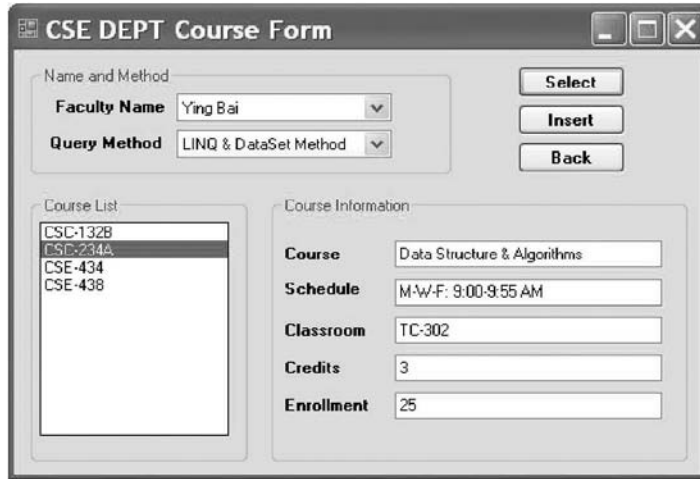 CSE DEPT Course Form
Name and Method
Faculty Name Ying Bai
Query Method LINQ & DataSet Method
Select
Insert
Back
Course List
CSC-132B
CSC-234A
CSE-434
CSE-438
Course Information
Course Data Structure & Algorithms
Schedule M-W-F: 9:00-9:55 AM
Classroom TC-302
Credits 3
Enrollment 25